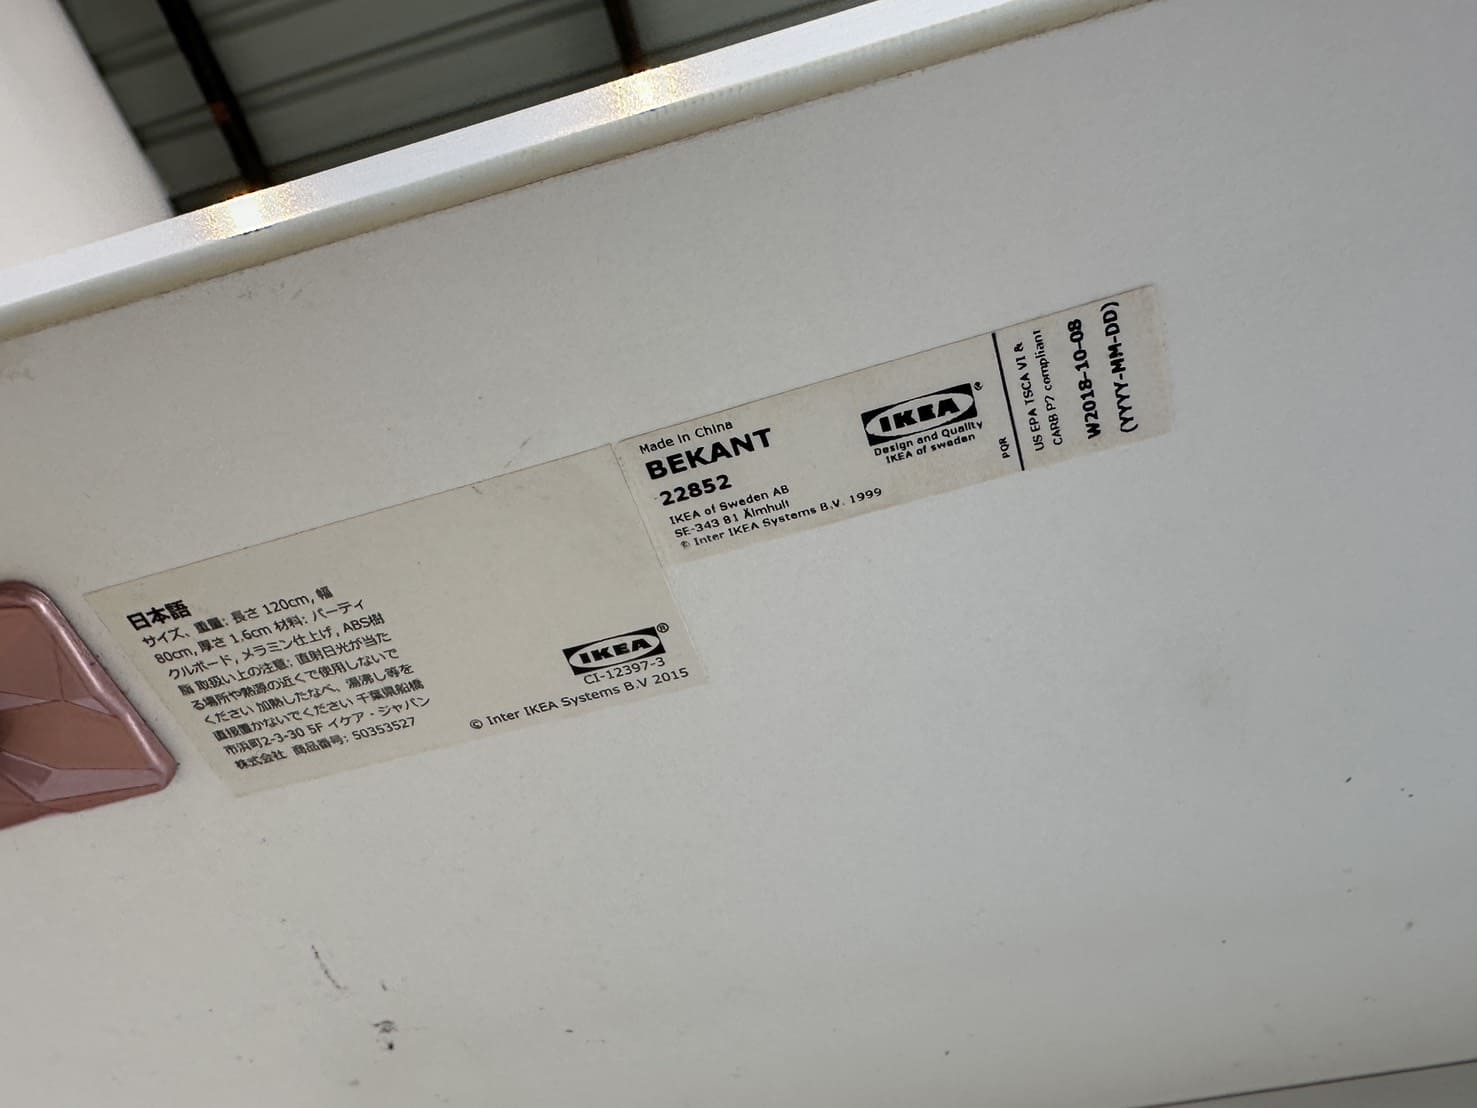 日本語
サイズ、重量: 長さ 120cm, 幅
80cm, 厚さ 1.6cm 材料: パーティ
クルボード, メラミン仕上げ, ABS樹
脂 取扱い上の注意: 直射日光が当た
る場所や熱源の近くで使用しないで
ください 加熱したなべ、湯沸し等を
直接置かないでください 千葉県船橋
市浜町2-3-30 5F イケア・ジャパン
株式会社 商品番号: 50353527
IKEA®
CI-12397-3
© Inter IKEA Systems B.V 2015
Made in China
BEKANT
22852
IKEA of Sweden AB
SE-343 81 Älmhult
© Inter IKEA Systems B.V. 1999
IKEA®
Design and Quality
IKEA of Sweden
PQR
US EPA TSCA VI &
CARB P2 compliant
W2018-10-08
(YYYY-MM-DD)